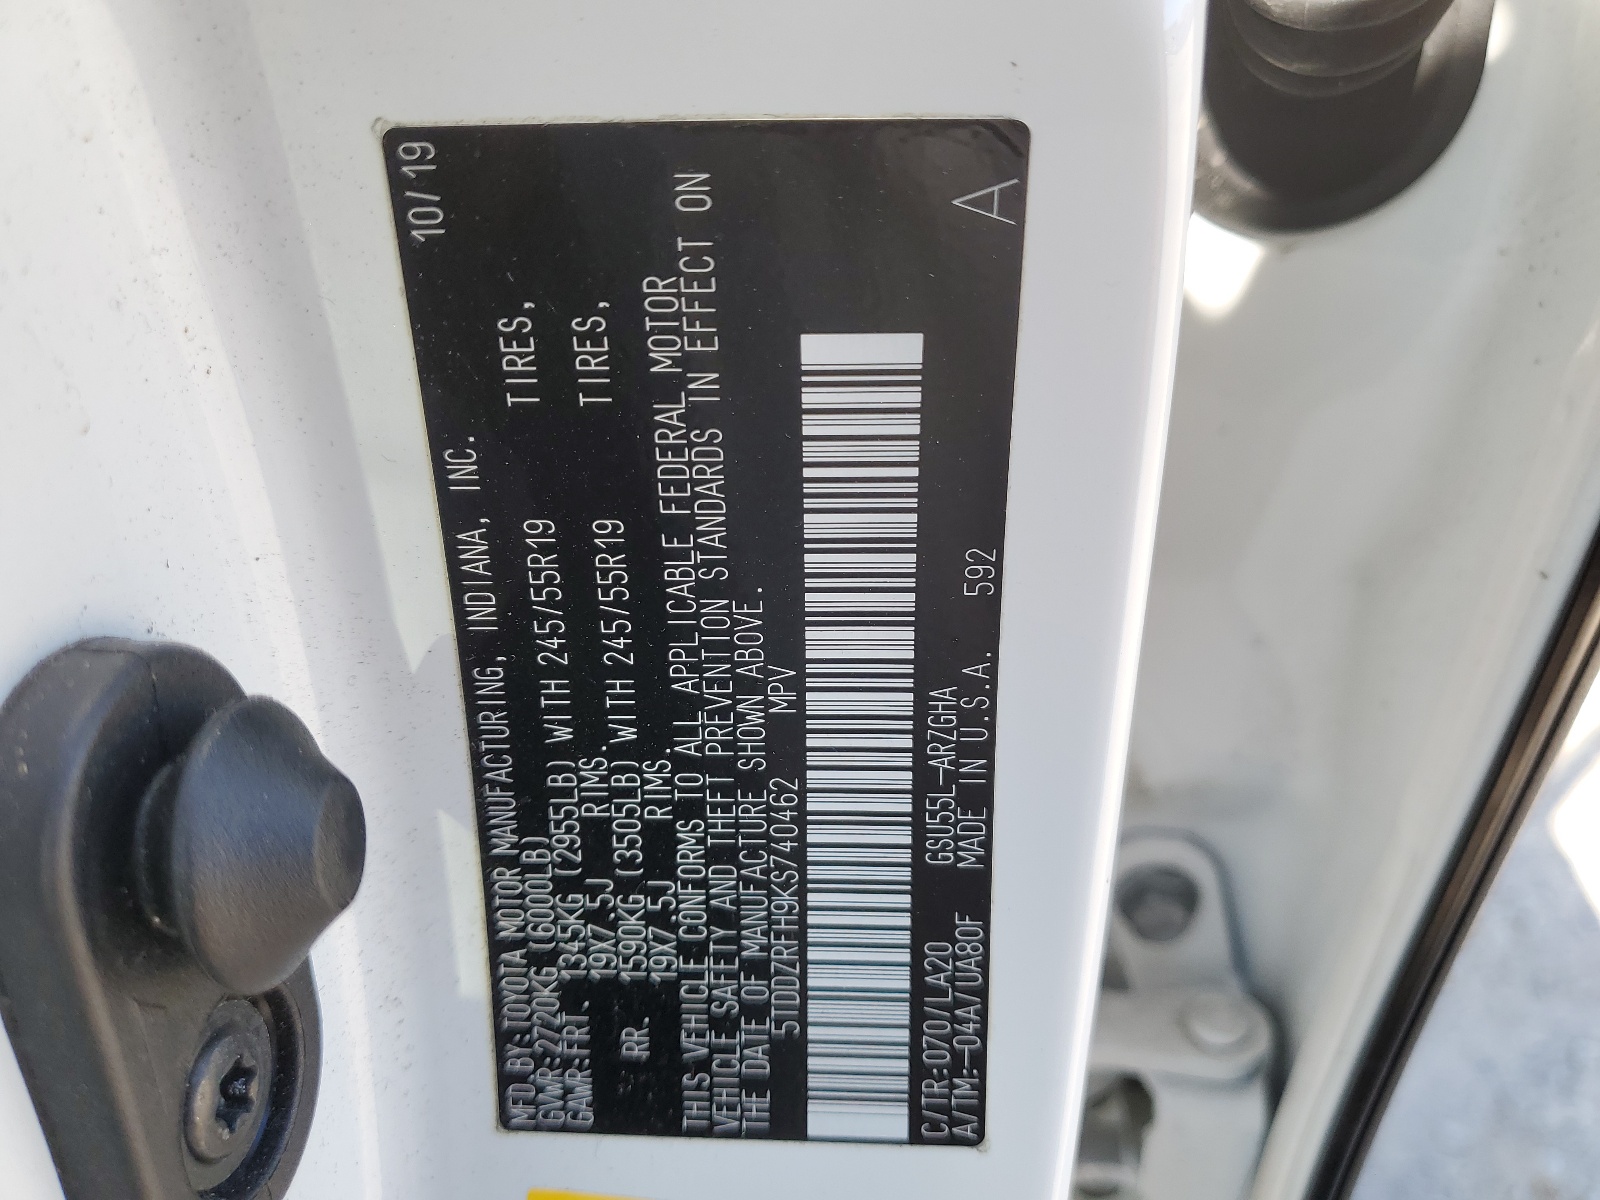 MFD.BY:TOYOTA MOTOR MANUFACTURING, INDIANA, INC. 10/19
GVWR:2720KG (6000LB)
GAWR:FRT. 1345KG (2955LB) WITH 245/55R19 TIRES,
19X7.5J RIMS.
RR. 1590KG (3505LB) WITH 245/55R19 TIRES,
19X7.5J RIMS.
THIS VEHICLE CONFORMS TO ALL APPLICABLE FEDERAL MOTOR
VEHICLE SAFETY AND THEFT PREVENTION STANDARDS IN EFFECT ON
THE DATE OF MANUFACTURE SHOWN ABOVE.
5TDDZRFH9KS740462 MPV
C/TR:070/LA20 GSU55L-ARZGHA
A/TM:-04A/UA80F MADE IN U.S.A. 592 A